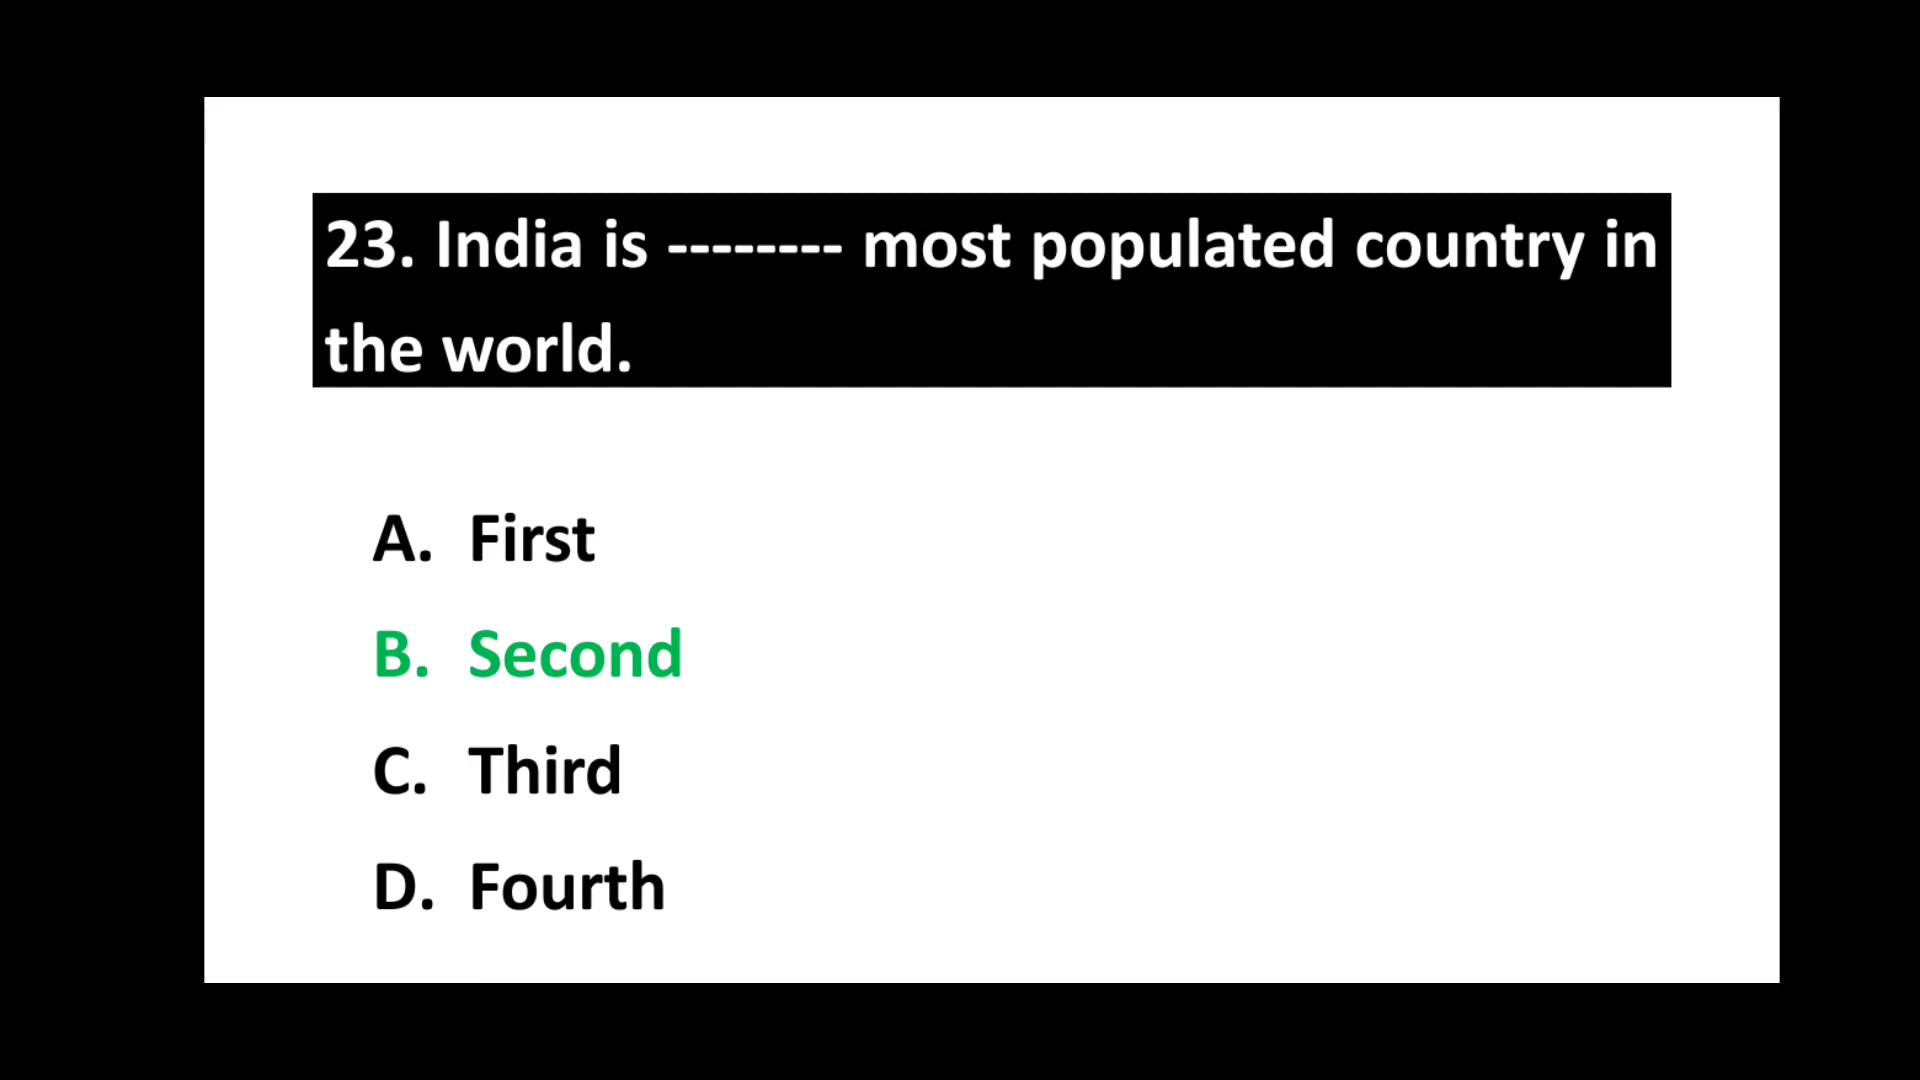 23. India is -------- most populated country in
the world.
A. First
B. Second
C. Third
D. Fourth